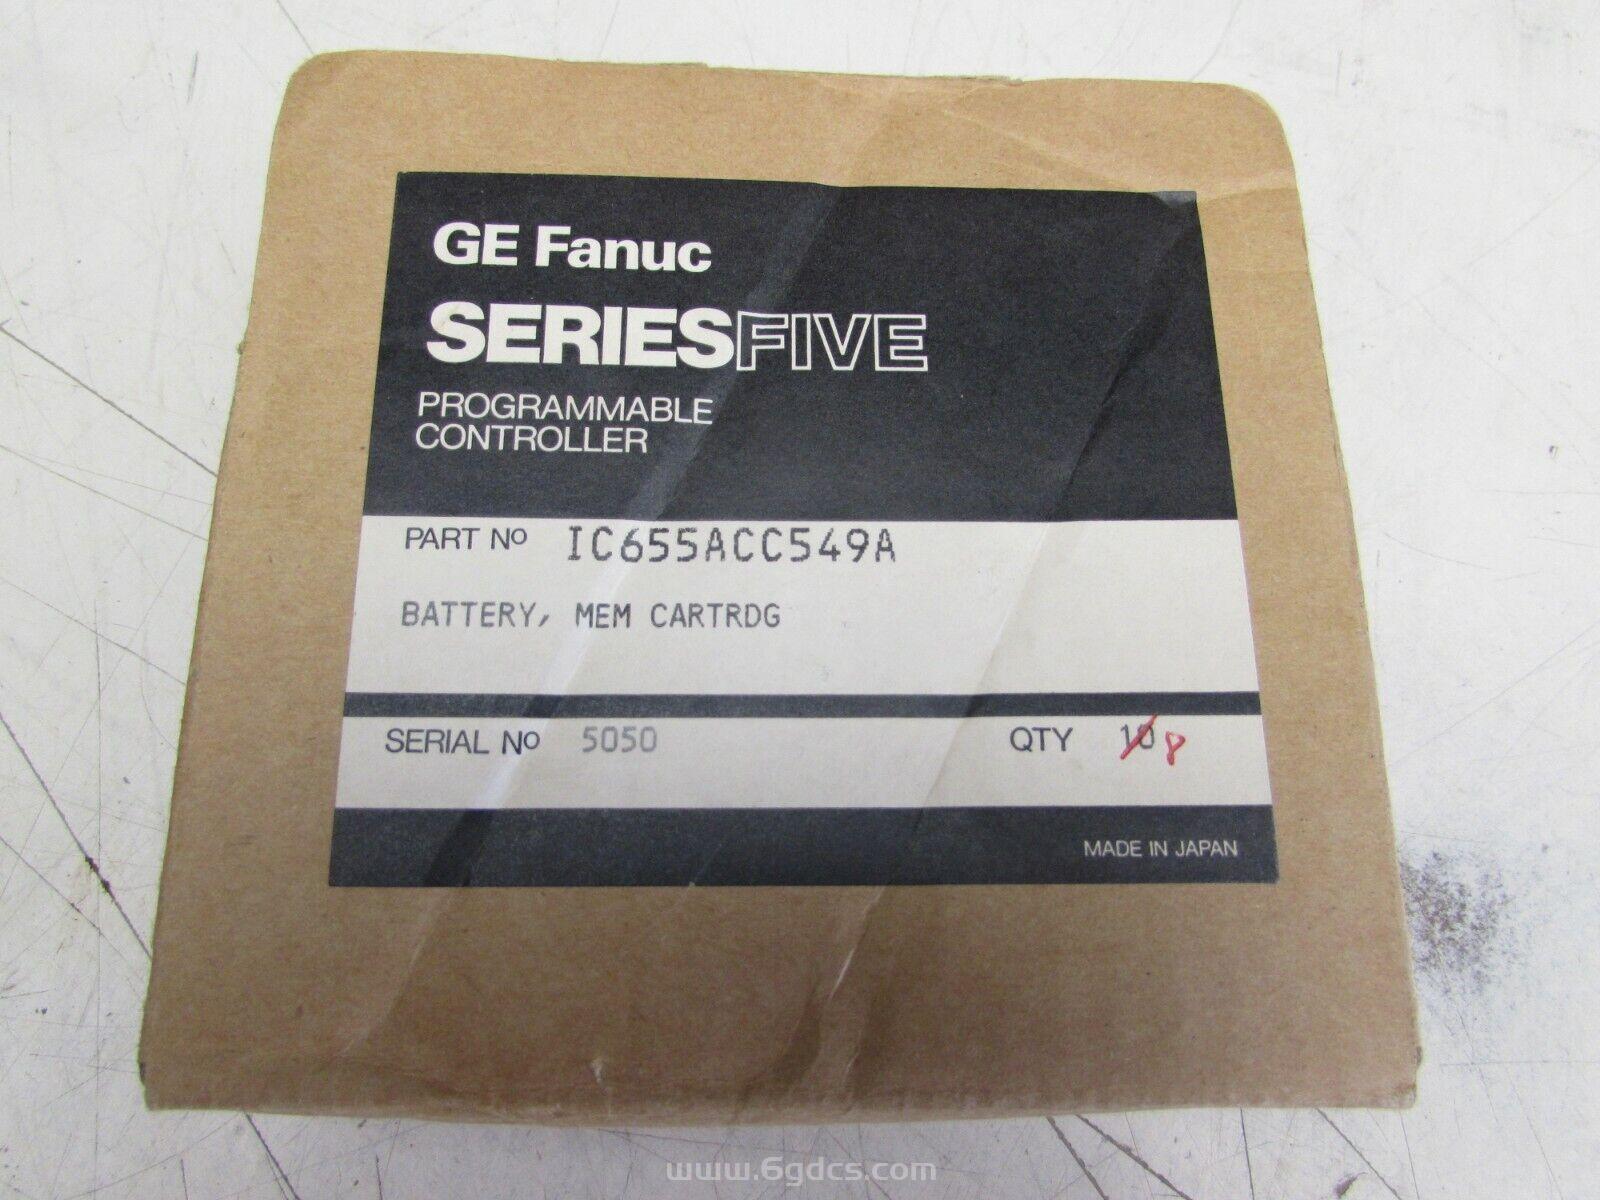 GE Fanuc
SERIESFIVE
PROGRAMMABLE
CONTROLLER
PART Nº IC655ACC549A
BATTERY, MEM CARTRDG
SERIAL Nº 5050 QTY 10 8
MADE IN JAPAN
www.6gdcs.com